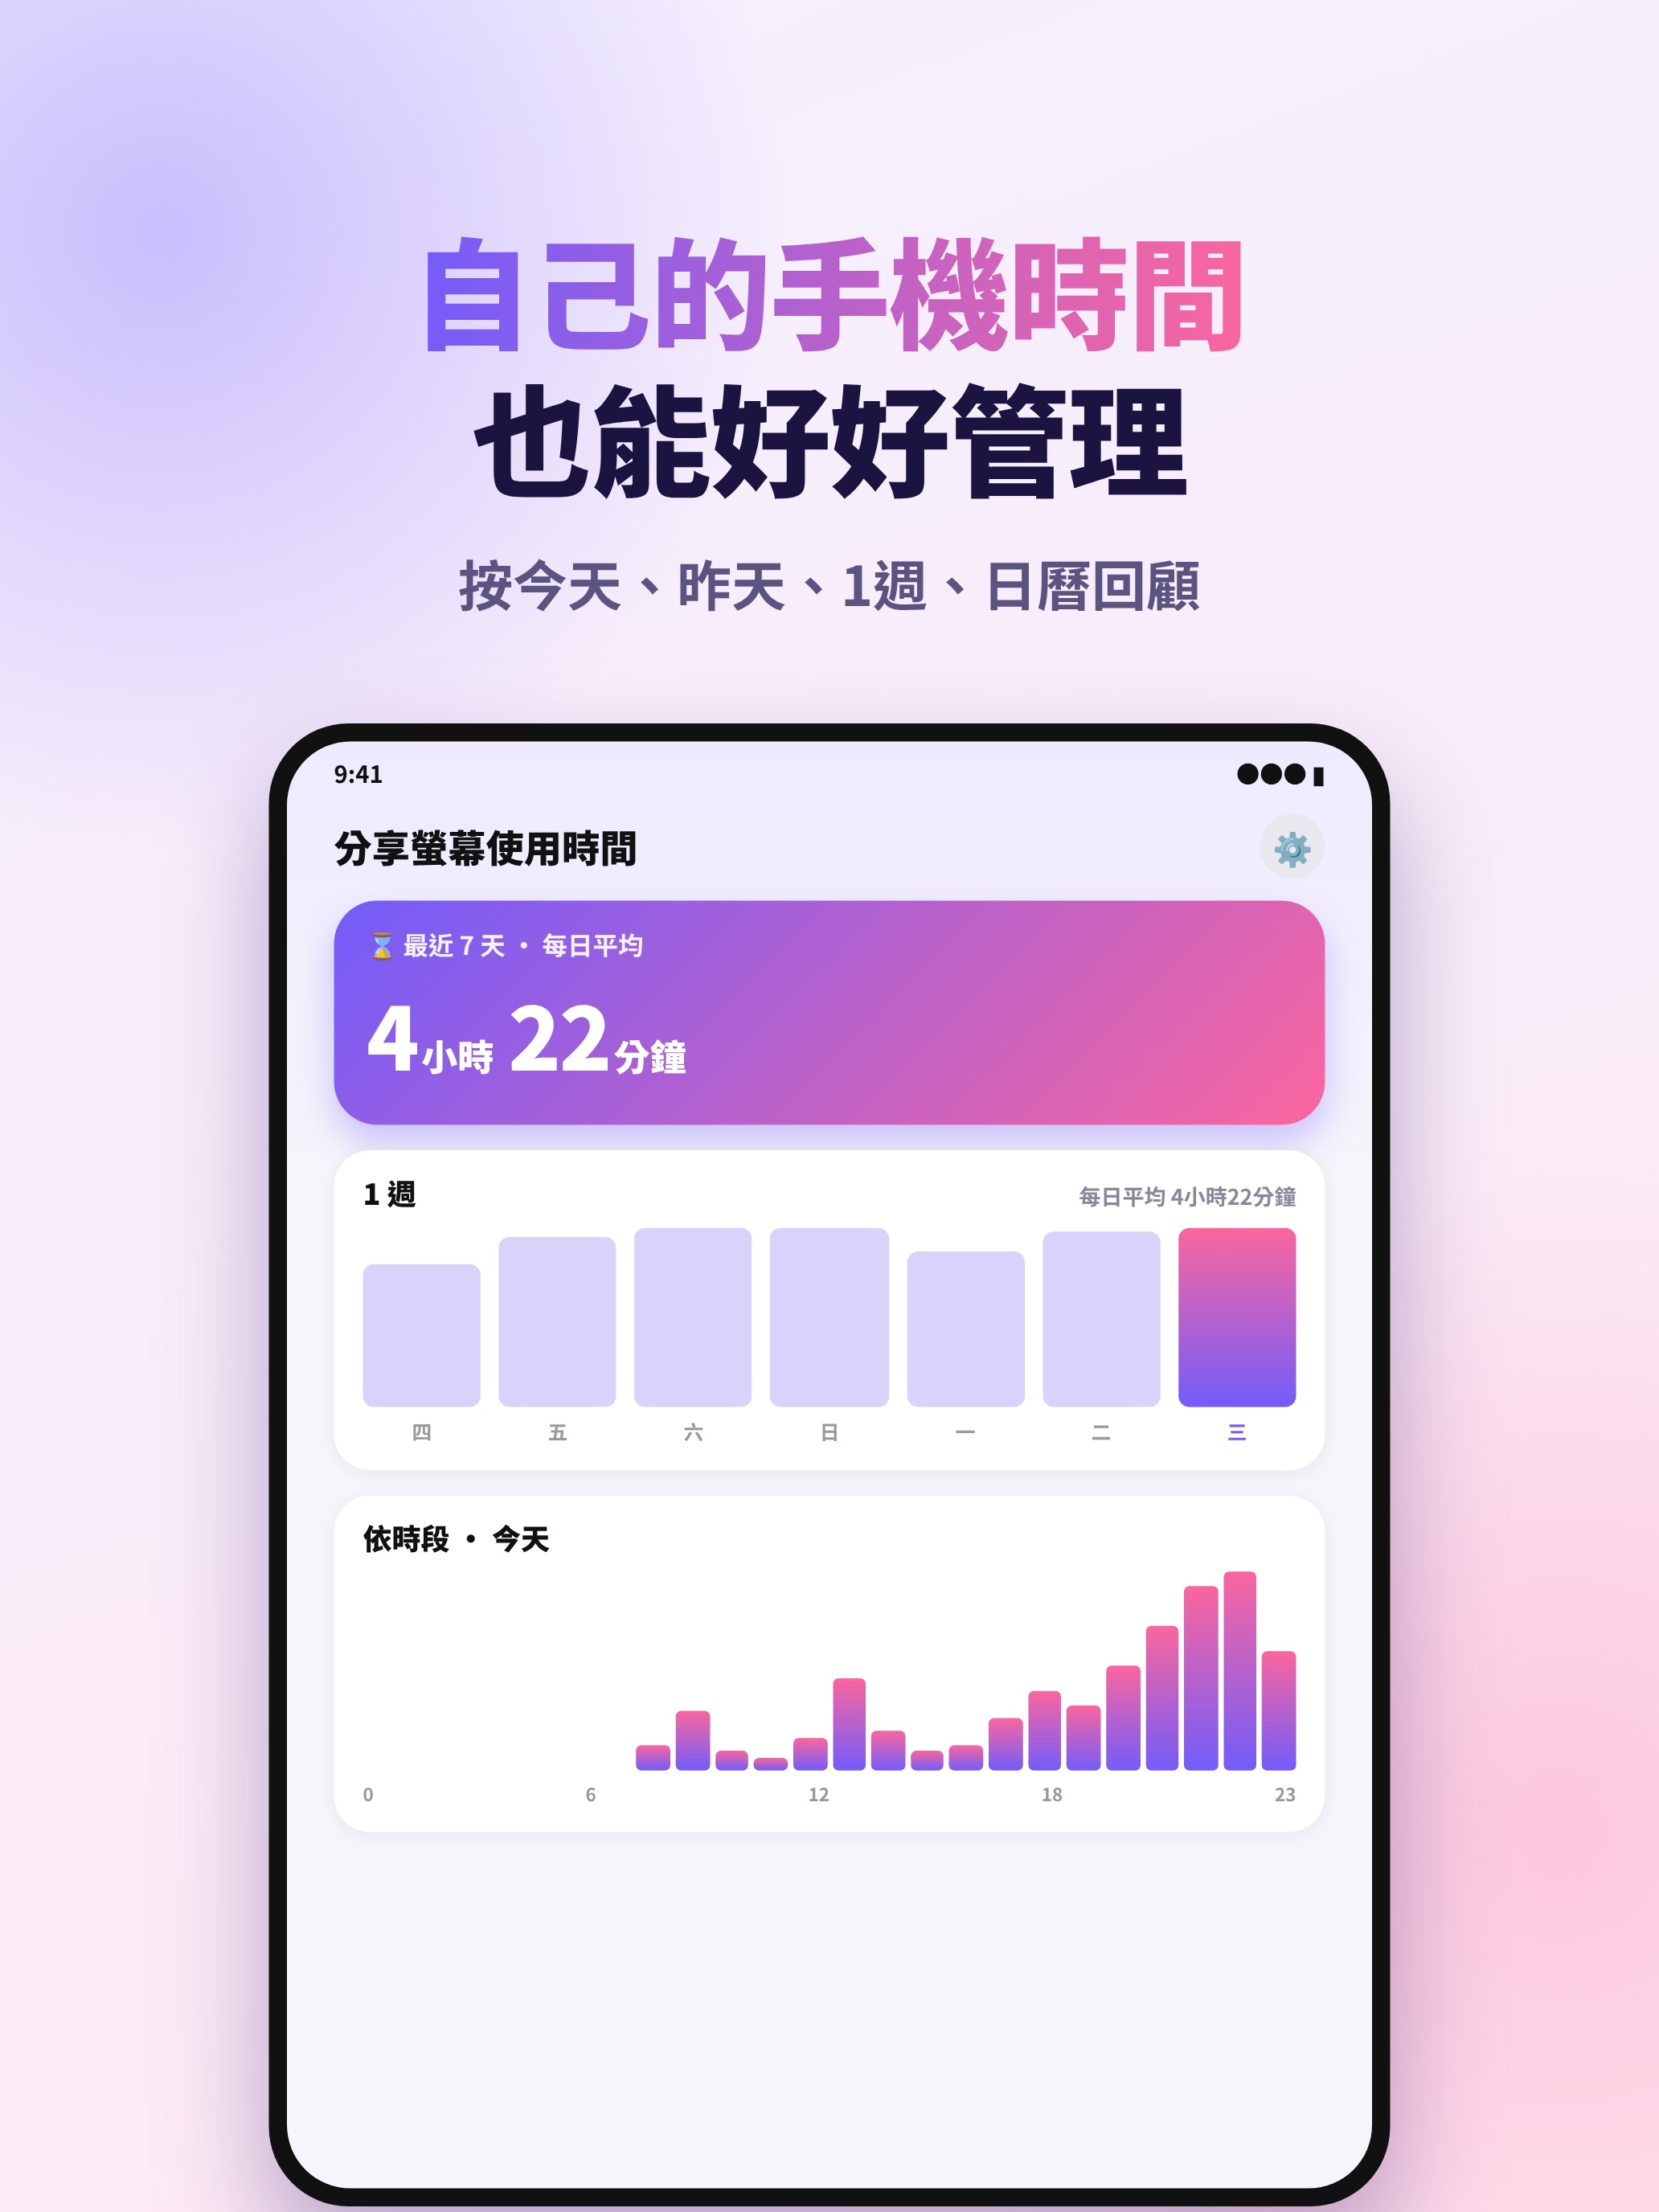 自己的手機時間
也能好好管理
按今天、昨天、1週、日曆回顧
9:41
分享螢幕使用時間
最近 7 天 · 每日平均
4小時 22分鐘
1 週
每日平均 4小時22分鐘
四 五 六 日 一 二 三
依時段 · 今天
0 6 12 18 23